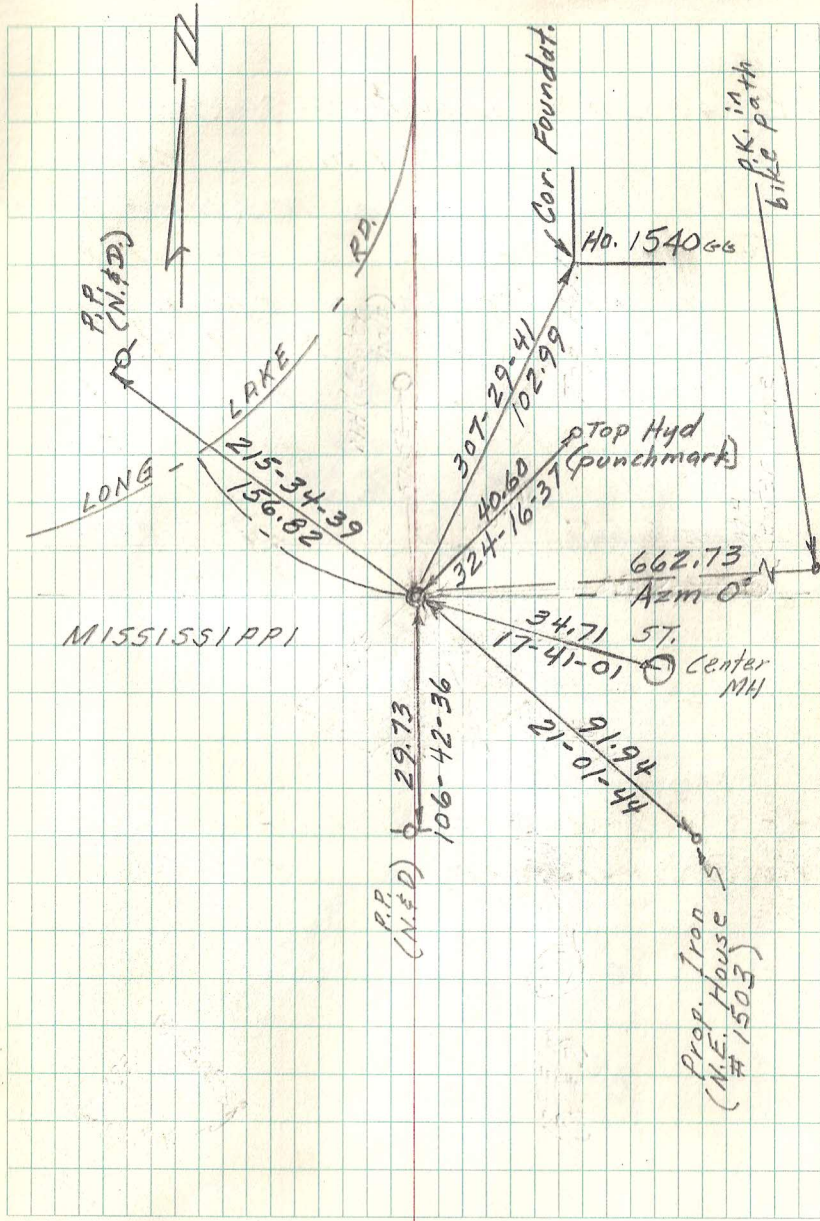 N
P.P.
(N.&D.)
LONG
LAKE
RD.
215-34-39
156.82
Cor. Foundat.
Ho. 1540
307-29-41
102.99
P.K. in
bike path
Top Hyd
(punchmark)
40.60
324-16-37
662.73
Azm 0°
MISSISSIPPI
ST.
34.71
17-41-01
Center
MH
29.73
106-42-36
P.P.
(N.&D)
91.94
21-01-44
Prop. Iron
(N.E. House
# 1503)